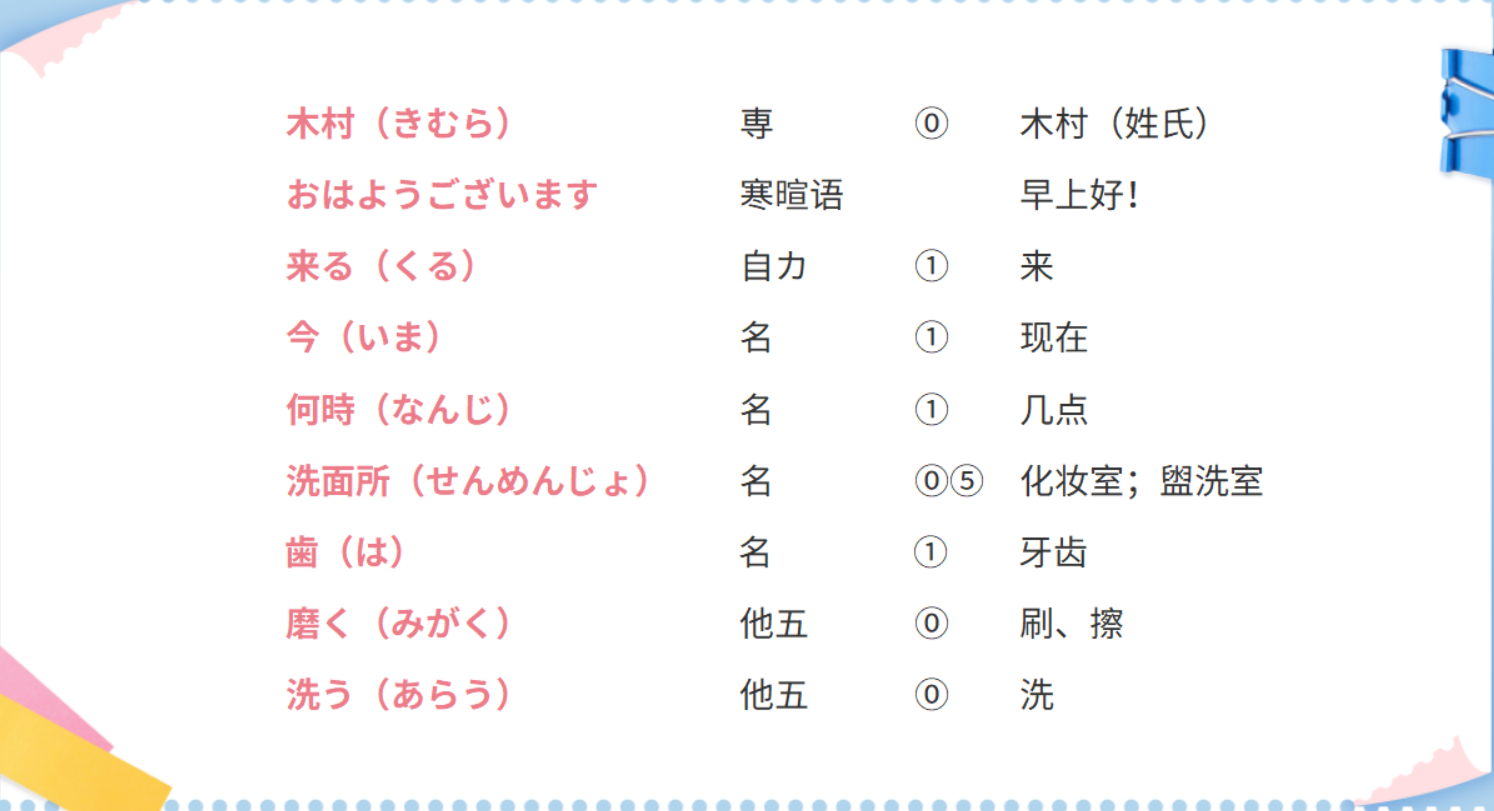 木村（きむら） 専 ⓪ 木村（姓氏）
おはようございます 寒暄语 早上好！
来る（くる） 自カ ① 来
今（いま） 名 ① 现在
何時（なんじ） 名 ① 几点
洗面所（せんめんじょ） 名 ⓪⑤ 化妆室；盥洗室
歯（は） 名 ① 牙齿
磨く（みがく） 他五 ⓪ 刷、擦
洗う（あらう） 他五 ⓪ 洗